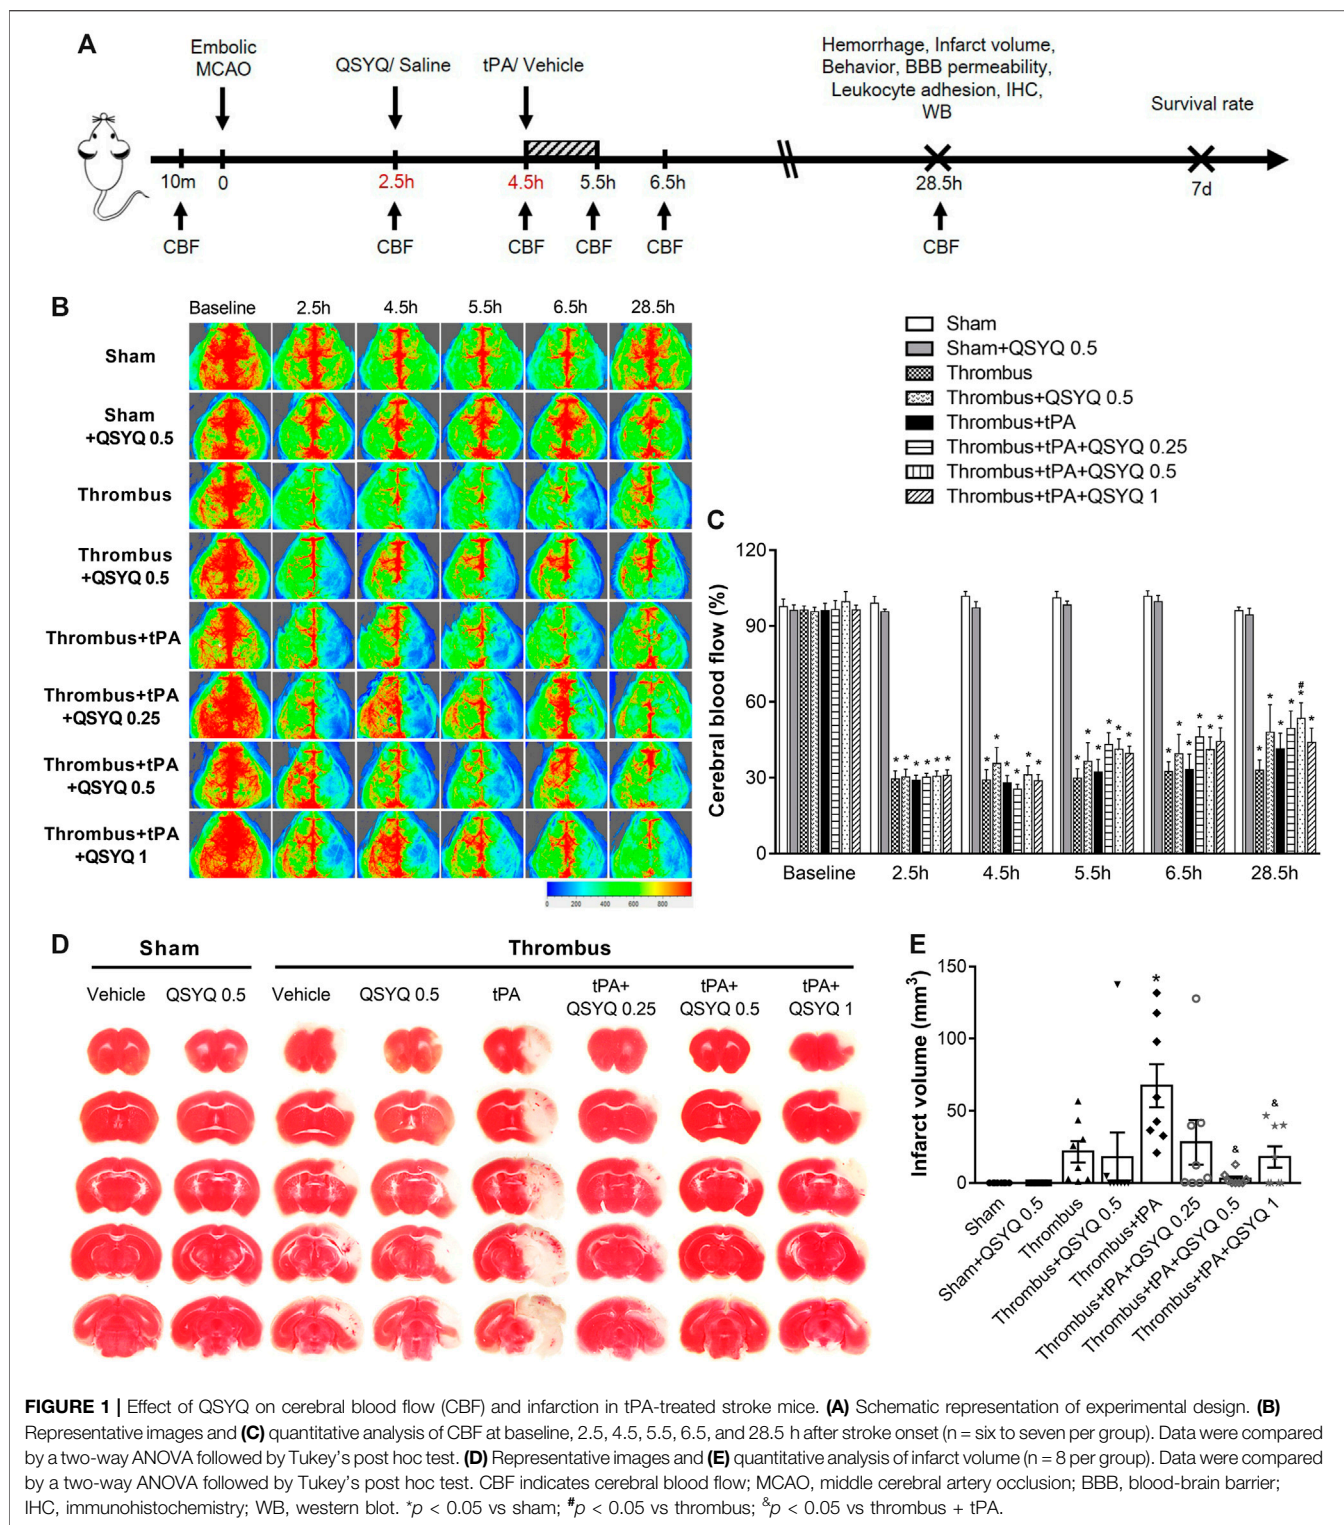 A
Embolic
MCAO
QSYQ/ Saline
tPA/ Vehicle
Hemorrhage, Infarct volume,
Behavior, BBB permeability,
Leukocyte adhesion, IHC,
WB
Survival rate
10m
0
2.5h
4.5h
5.5h
6.5h
28.5h
7d
CBF
CBF
CBF
CBF
CBF
CBF
B
Baseline
2.5h
4.5h
5.5h
6.5h
28.5h
Sham
Sham
+QSYQ 0.5
Thrombus
Thrombus
+QSYQ 0.5
Thrombus+tPA
Thrombus+tPA
+QSYQ 0.25
Thrombus+tPA
+QSYQ 0.5
Thrombus+tPA
+QSYQ 1
0 200 400 600 800
Sham
Sham+QSYQ 0.5
Thrombus
Thrombus+QSYQ 0.5
Thrombus+tPA
Thrombus+tPA+QSYQ 0.25
Thrombus+tPA+QSYQ 0.5
Thrombus+tPA+QSYQ 1
C
Cerebral blood flow (%)
120
90
60
30
0
Baseline
2.5h
4.5h
5.5h
6.5h
28.5h
D
Sham
Thrombus
Vehicle
QSYQ 0.5
Vehicle
QSYQ 0.5
tPA
tPA+
QSYQ 0.25
tPA+
QSYQ 0.5
tPA+
QSYQ 1
E
Infarct volume (mm³)
150
100
50
0
*
&
&
Sham
Sham+QSYQ 0.5
Thrombus
Thrombus+QSYQ 0.5
Thrombus+tPA
Thrombus+tPA+QSYQ 0.25
Thrombus+tPA+QSYQ 0.5
Thrombus+tPA+QSYQ 1
FIGURE 1 | Effect of QSYQ on cerebral blood flow (CBF) and infarction in tPA-treated stroke mice. (A) Schematic representation of experimental design. (B)
Representative images and (C) quantitative analysis of CBF at baseline, 2.5, 4.5, 5.5, 6.5, and 28.5 h after stroke onset (n = six to seven per group). Data were compared
by a two-way ANOVA followed by Tukey's post hoc test. (D) Representative images and (E) quantitative analysis of infarct volume (n = 8 per group). Data were compared
by a two-way ANOVA followed by Tukey's post hoc test. CBF indicates cerebral blood flow; MCAO, middle cerebral artery occlusion; BBB, blood-brain barrier;
IHC, immunohistochemistry; WB, western blot. *p < 0.05 vs sham; #p < 0.05 vs thrombus; &p < 0.05 vs thrombus + tPA.